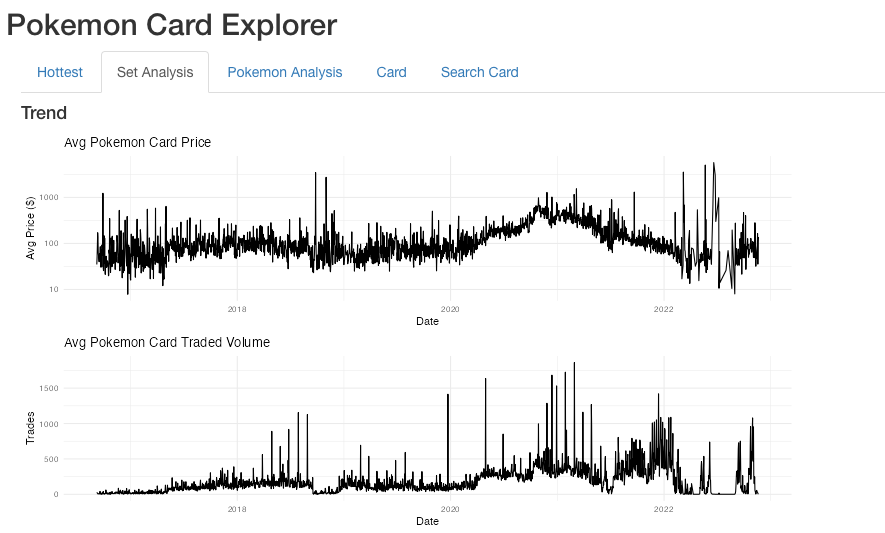 Pokemon Card Explorer
Hottest Set Analysis Pokemon Analysis Card Search Card
Trend
Avg Pokemon Card Price
Avg Price ($)
1000
100
10
2018 2020 2022
Date
Avg Pokemon Card Traded Volume
Trades
1500
1000
500
0
2018 2020 2022
Date